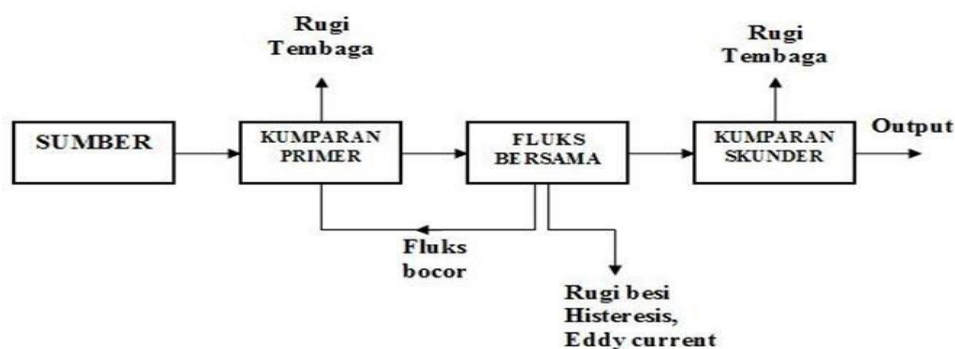 Rugi
Tembaga
Rugi
Tembaga
SUMBER
KUMPARAN
PRIMER
FLUKS
BERSAMA
KUMPARAN
SKUNDER
Output
Fluks
bocor
Rugi besi
Histeresis,
Eddy current